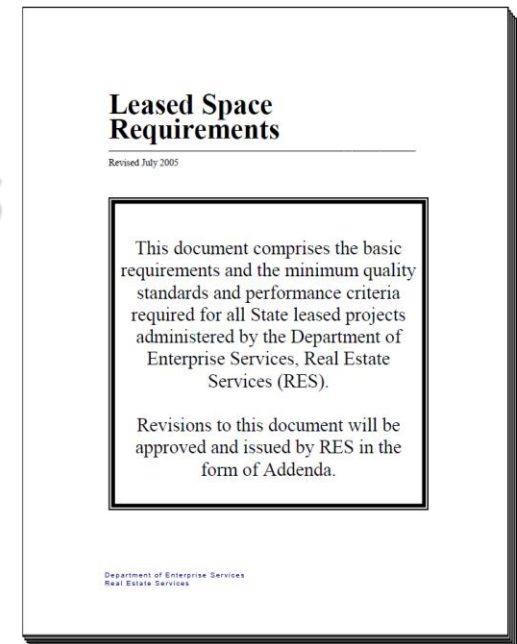 Leased Space
Requirements
Revised July 2005
This document comprises the basic
requirements and the minimum quality
standards and performance criteria
required for all State leased projects
administered by the Department of
Enterprise Services, Real Estate
Services (RES).
Revisions to this document will be
approved and issued by RES in the
form of Addenda.
Department of Enterprise Services
Real Estate Services